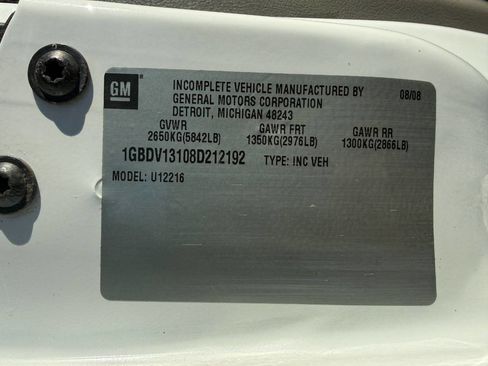 GM
INCOMPLETE VEHICLE MANUFACTURED BY 08/08
GENERAL MOTORS CORPORATION
DETROIT, MICHIGAN 48243
GVWR GAWR FRT GAWR RR
2650KG(5842LB) 1350KG(2976LB) 1300KG(2866LB)
1GBDV13108D212192 TYPE: INC VEH
MODEL: U12216